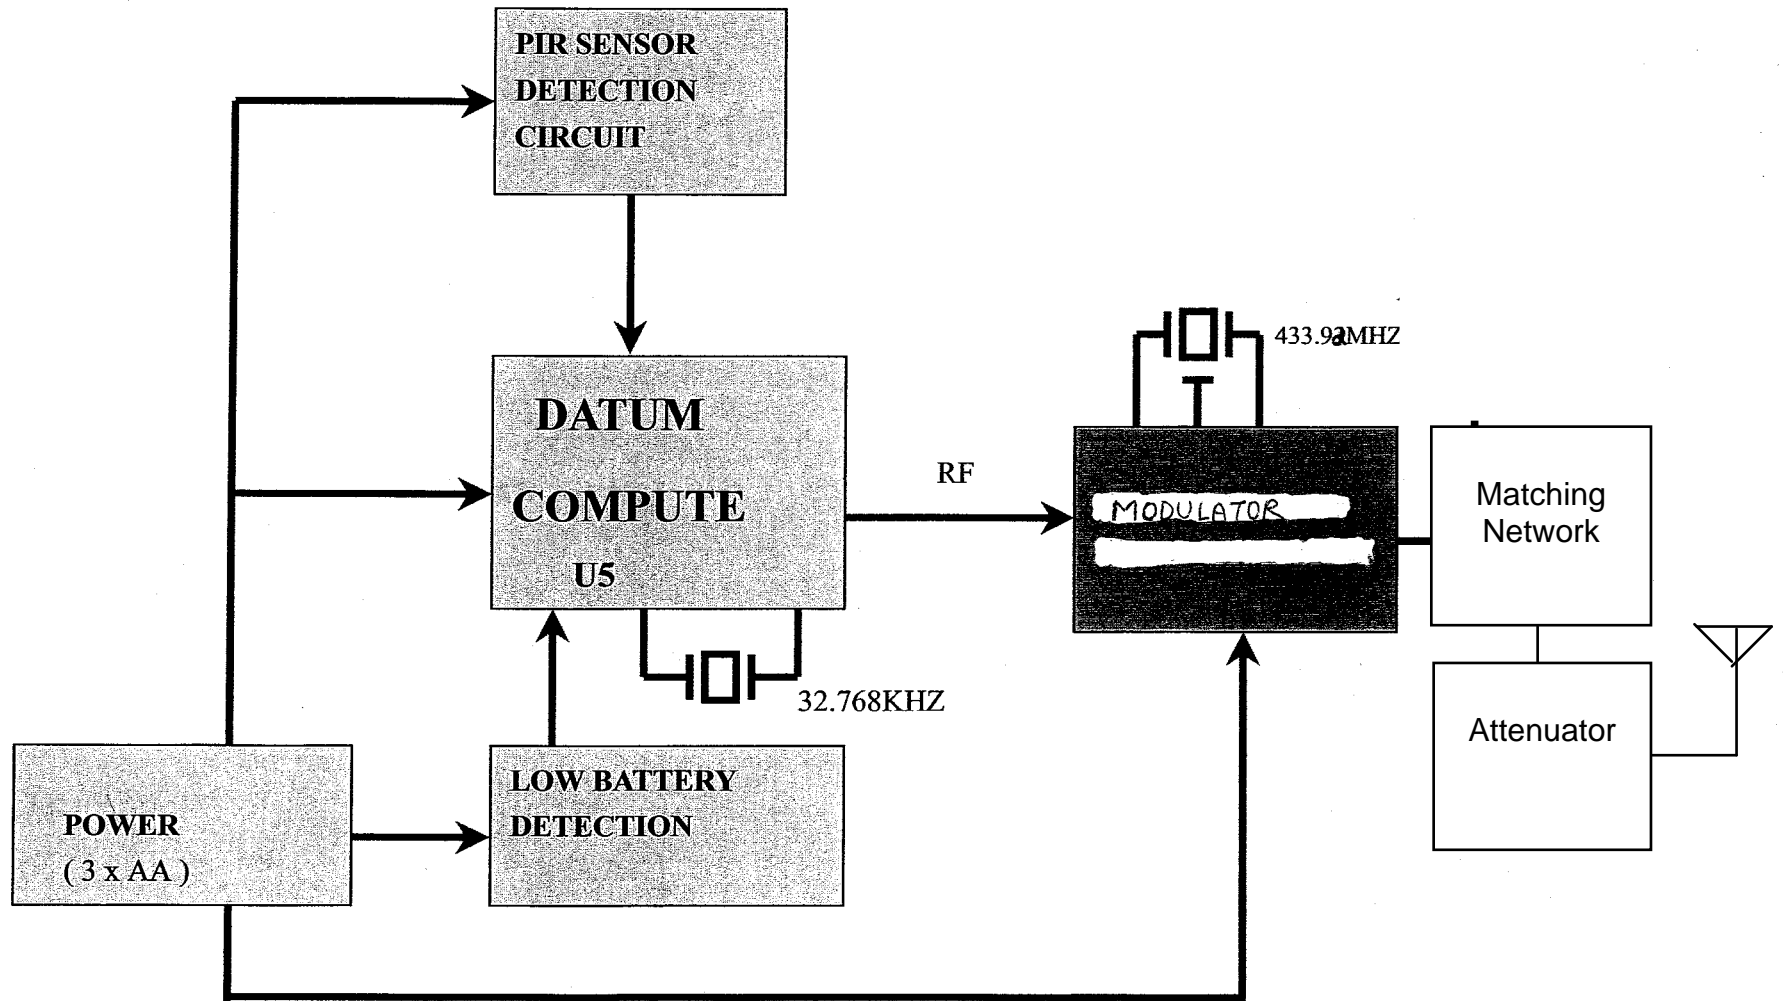 PIR SENSOR
DETECTION
CIRCUIT
433.92MHZ
DATUM
COMPUTE
U5
RF
MODULATOR
Matching
Network
32.768KHZ
Attenuator
POWER
( 3 x AA )
LOW BATTERY
DETECTION